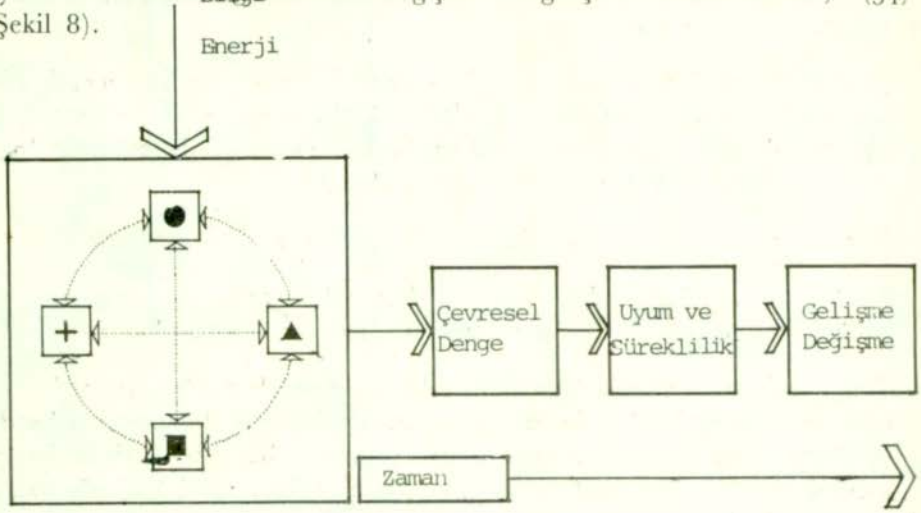 Şekil 8).
Enerji
Çevresel
Denge
Uyum ve
Süreklilik
Gelişme
Değişme
Zaman